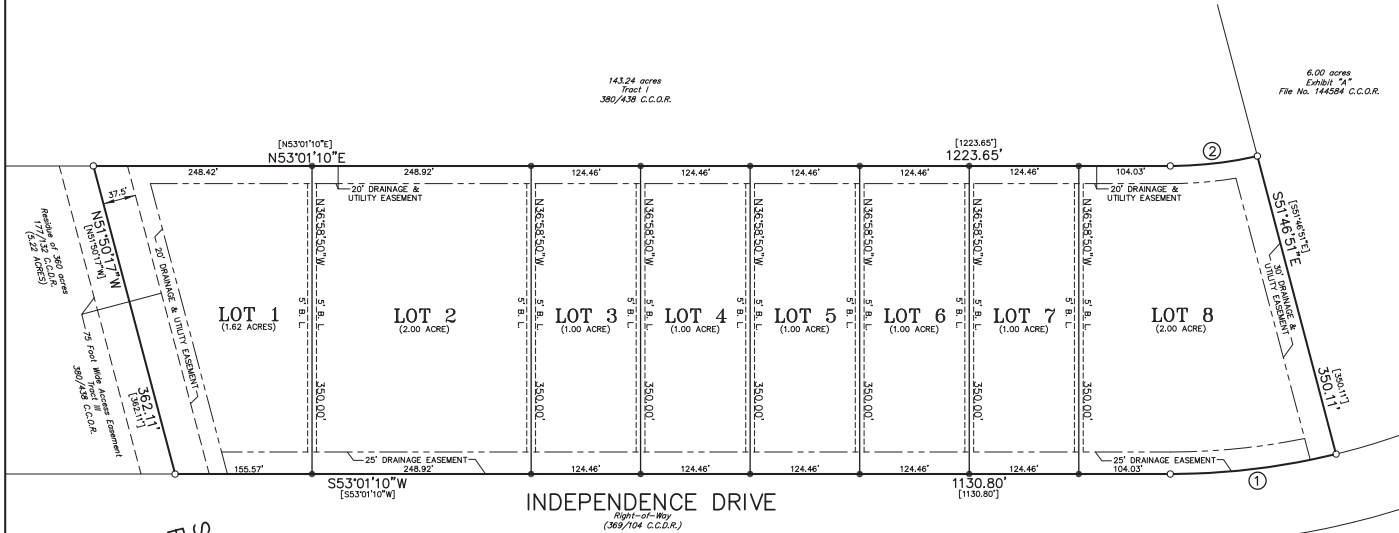 143.24 acres
Tract I
380/438 C.C.O.R.
6.00 acres
Exhibit "A"
File No. 144584 C.C.O.R.
[N53°01'10"E]
N53°01'10"E
[1223.65']
1223.65'
②
248.42'
248.92'
124.46'
124.46'
124.46'
124.46'
124.46'
104.03'
20' DRAINAGE &
UTILITY EASEMENT
20' DRAINAGE &
UTILITY EASEMENT
37.5'
N51°50'17"W
[N51°50'17"W]
Residue of 360 acres
177/132 C.C.D.R.
(5.22 ACRES)
20' DRAINAGE & UTILITY EASEMENT
75 Foot Wide Access Easement
Tract III
380/438 C.C.O.R.
362.11'
[362.11']
N36°58'50"W
N36°58'50"W
N36°58'50"W
N36°58'50"W
N36°58'50"W
N36°58'50"W
N36°58'50"W
5' B. L.
5' B. L.
5' B. L.
5' B. L.
5' B. L.
5' B. L.
5' B. L.
5' B. L.
5' B. L.
5' B. L.
5' B. L.
5' B. L.
5' B. L.
5' B. L.
350.00'
350.00'
350.00'
350.00'
350.00'
350.00'
350.00'
LOT 1
(1.62 ACRES)
LOT 2
(2.00 ACRE)
LOT 3
(1.00 ACRE)
LOT 4
(1.00 ACRE)
LOT 5
(1.00 ACRE)
LOT 6
(1.00 ACRE)
LOT 7
(1.00 ACRE)
LOT 8
(2.00 ACRE)
[S51°46'51"E]
S51°46'51"E
30' DRAINAGE &
UTILITY EASEMENT
[350.11']
350.11'
25' DRAINAGE EASEMENT
25' DRAINAGE EASEMENT
155.57'
248.92'
124.46'
124.46'
124.46'
124.46'
124.46'
104.03'
①
S53°01'10"W
[S53°01'10"W]
1130.80'
[1130.80']
INDEPENDENCE DRIVE
Right-of-Way
(369/104 C.C.D.R.)